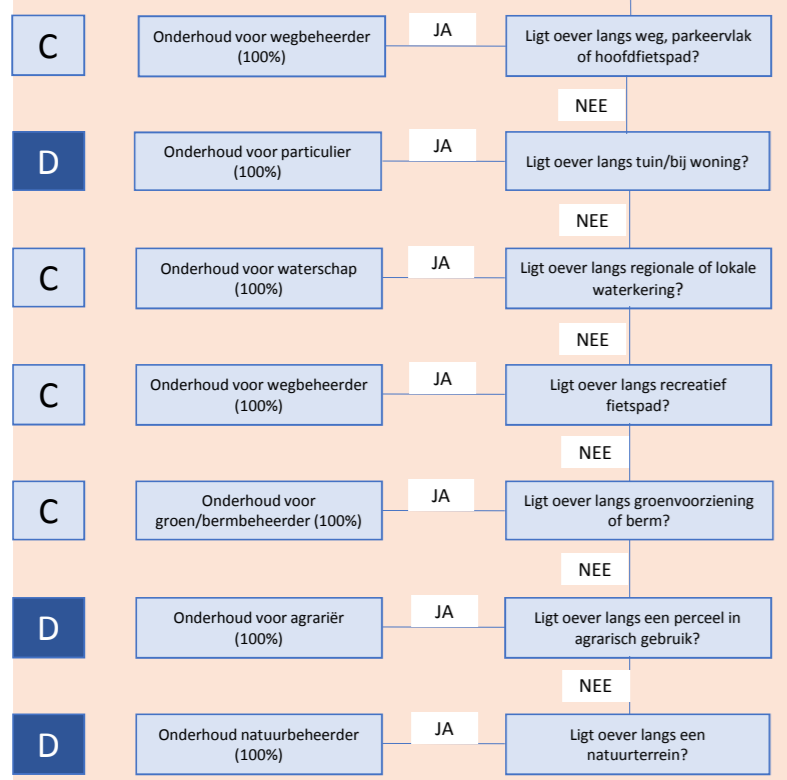 C
Onderhoud voor wegbeheerder
(100%)
JA
Ligt oever langs weg, parkeervlak
of hoofdfietspad?
NEE
D
Onderhoud voor particulier
(100%)
JA
Ligt oever langs tuin/bij woning?
NEE
C
Onderhoud voor waterschap
(100%)
JA
Ligt oever langs regionale of lokale
waterkering?
NEE
C
Onderhoud voor wegbeheerder
(100%)
JA
Ligt oever langs recreatief
fietspad?
NEE
C
Onderhoud voor
groen/bermbeheerder (100%)
JA
Ligt oever langs groenvoorziening
of berm?
NEE
D
Onderhoud voor agrariër
(100%)
JA
Ligt oever langs een perceel in
agrarisch gebruik?
NEE
D
Onderhoud natuurbeheerder
(100%)
JA
Ligt oever langs een
natuurterrein?